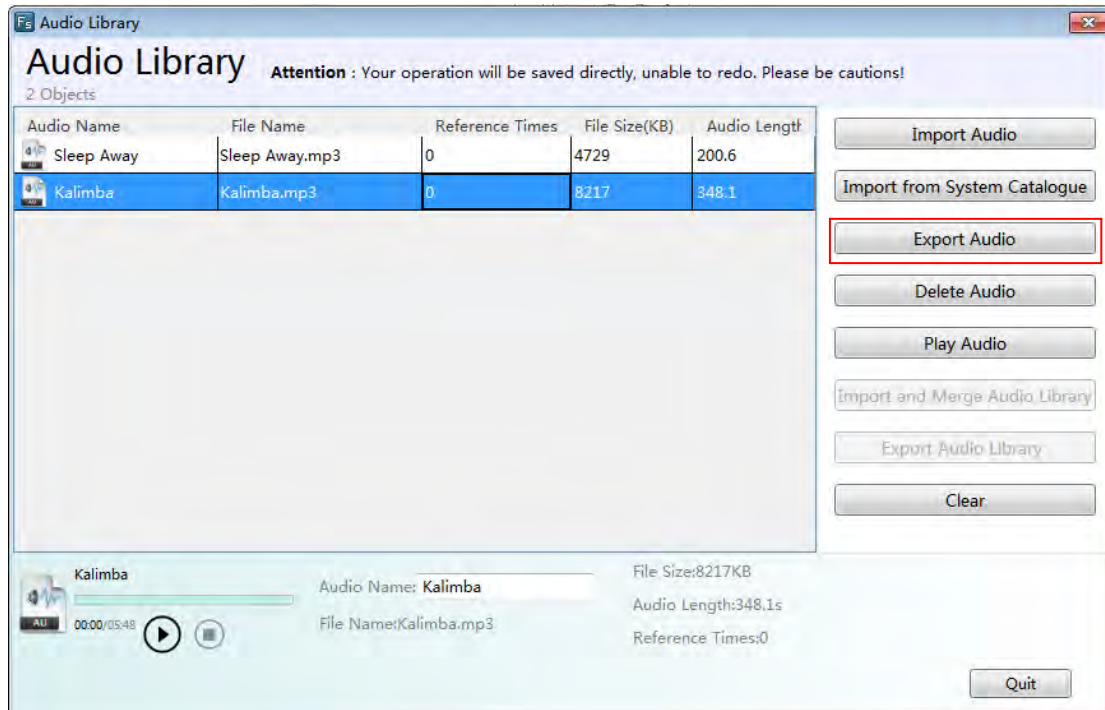 Fs Audio Library
Audio Library Attention : Your operation will be saved directly, unable to redo. Please be cautions!
2 Objects
Audio Name File Name Reference Times File Size(KB) Audio Length
Sleep Away Sleep Away.mp3 0 4729 200.6
Kalimba Kalimba.mp3 0 8217 348.1
Import Audio
Import from System Catalogue
Export Audio
Delete Audio
Play Audio
Import and Merge Audio Library
Export Audio Library
Clear
Kalimba
AU 00:00/05:48
Audio Name: Kalimba
File Name:Kalimba.mp3
File Size:8217KB
Audio Length:348.1s
Reference Times:0
Quit